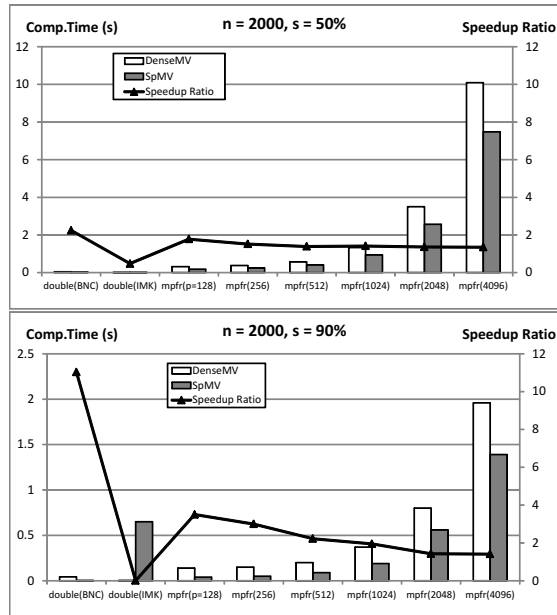 Comp.Time (s) n = 2000, s = 50% Speedup Ratio
DenseMV
SpMV
Speedup Ratio
12 12
10 10
8 8
6 6
4 4
2 2
0 0
double(BNC) double(IMK) mpfr(p=128) mpfr(256) mpfr(512) mpfr(1024) mpfr(2048) mpfr(4096)
Comp.Time (s) n = 2000, s = 90% Speedup Ratio
DenseMV
SpMV
Speedup Ratio
2.5 12
10
2
8
1.5
6
1
4
0.5
2
0 0
double(BNC) double(IMK) mpfr(p=128) mpfr(256) mpfr(512) mpfr(1024) mpfr(2048) mpfr(4096)